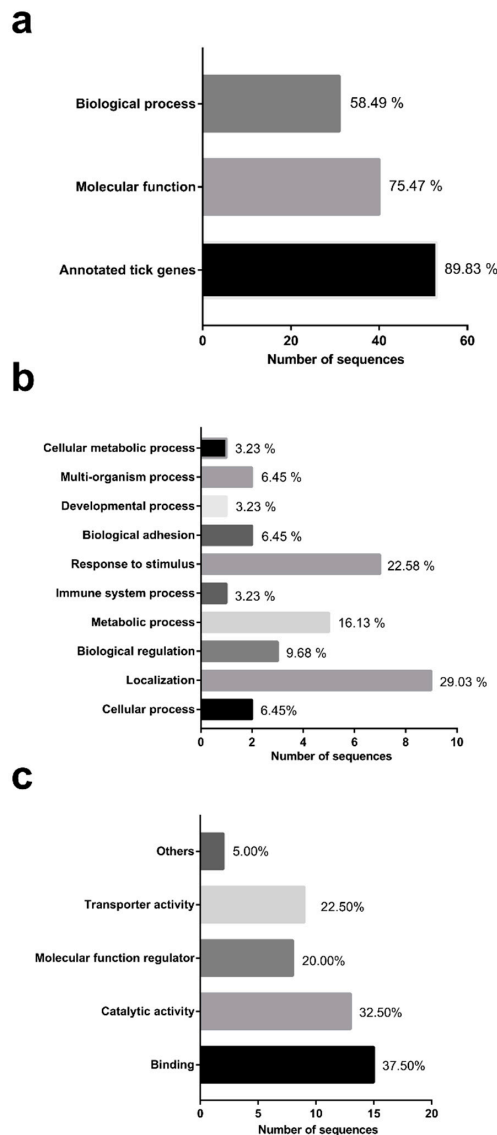 a
Biological process 58.49 %
Molecular function 75.47 %
Annotated tick genes 89.83 %
0 20 40 60
Number of sequences
b
Cellular metabolic process 3.23 %
Multi-organism process 6.45 %
Developmental process 3.23 %
Biological adhesion 6.45 %
Response to stimulus 22.58 %
Immune system process 3.23 %
Metabolic process 16.13 %
Biological regulation 9.68 %
Localization 29.03 %
Cellular process 6.45%
0 2 4 6 8 10
Number of sequences
c
Others 5.00%
Transporter activity 22.50%
Molecular function regulator 20.00%
Catalytic activity 32.50%
Binding 37.50%
0 5 10 15 20
Number of sequences